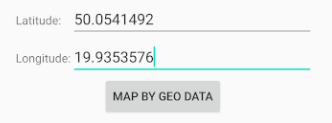 Latitude: 50.0541492
Longitude: 19.9353576
MAP BY GEO DATA